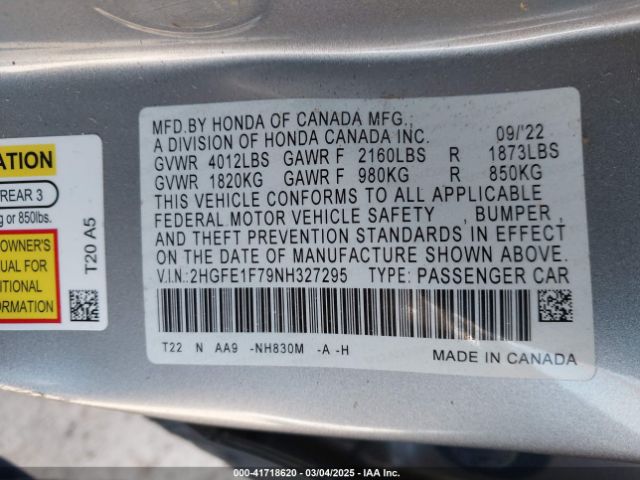 MFD.BY HONDA OF CANADA MFG.,
A DIVISION OF HONDA CANADA INC. 09/'22
GVWR 4012LBS GAWR F 2160LBS R 1873LBS
GVWR 1820KG GAWR F 980KG R 850KG
THIS VEHICLE CONFORMS TO ALL APPLICABLE
FEDERAL MOTOR VEHICLE SAFETY , BUMPER ,
AND THEFT PREVENTION STANDARDS IN EFFECT
ON THE DATE OF MANUFACTURE SHOWN ABOVE.
V.I.N.:2HGFE1F79NH327295 TYPE: PASSENGER CAR
T22 N AA9 -NH830M -A -H
MADE IN CANADA
ATION
REAR 3
g or 850lbs.
OWNER'S
UAL FOR
ITIONAL
ORMATION
T20 A5
000-41718620 — 03/04/2025 — IAA Inc.